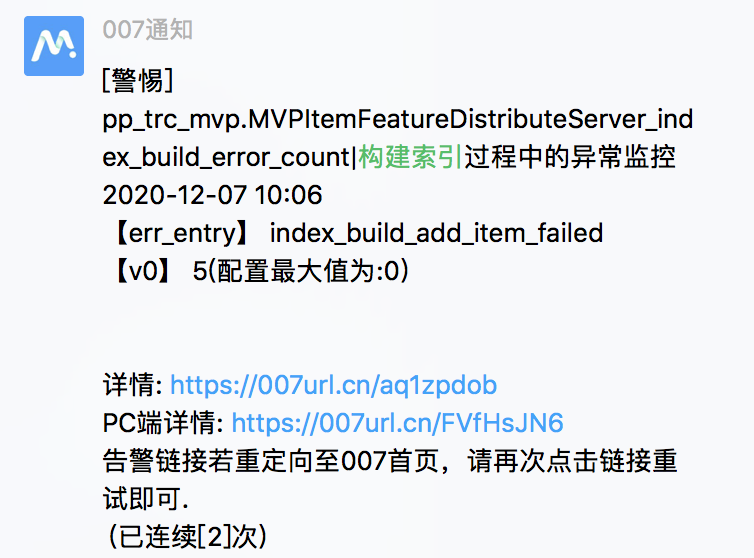 007通知
[警惕]
pp_trc_mvp.MVPItemFeatureDistributeServer_ind
ex_build_error_count|构建索引过程中的异常监控
2020-12-07 10:06
【err_entry】 index_build_add_item_failed
【v0】 5(配置最大值为:0)
详情: https://007url.cn/aq1zpdob
PC端详情: https://007url.cn/FVfHsJN6
告警链接若重定向至007首页，请再次点击链接重
试即可.
(已连续[2]次)